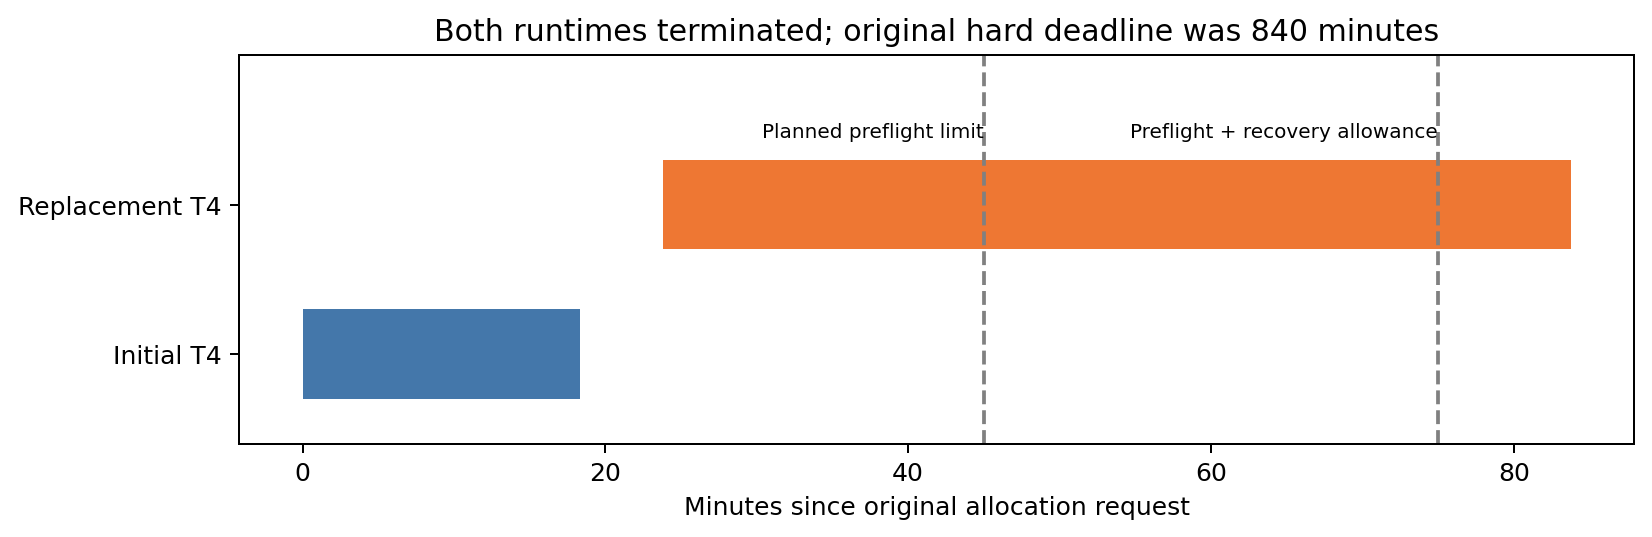 Both runtimes terminated; original hard deadline was 840 minutes
Planned preflight limit
Preflight + recovery allowance
Replacement T4
Initial T4
0
20
40
60
80
Minutes since original allocation request